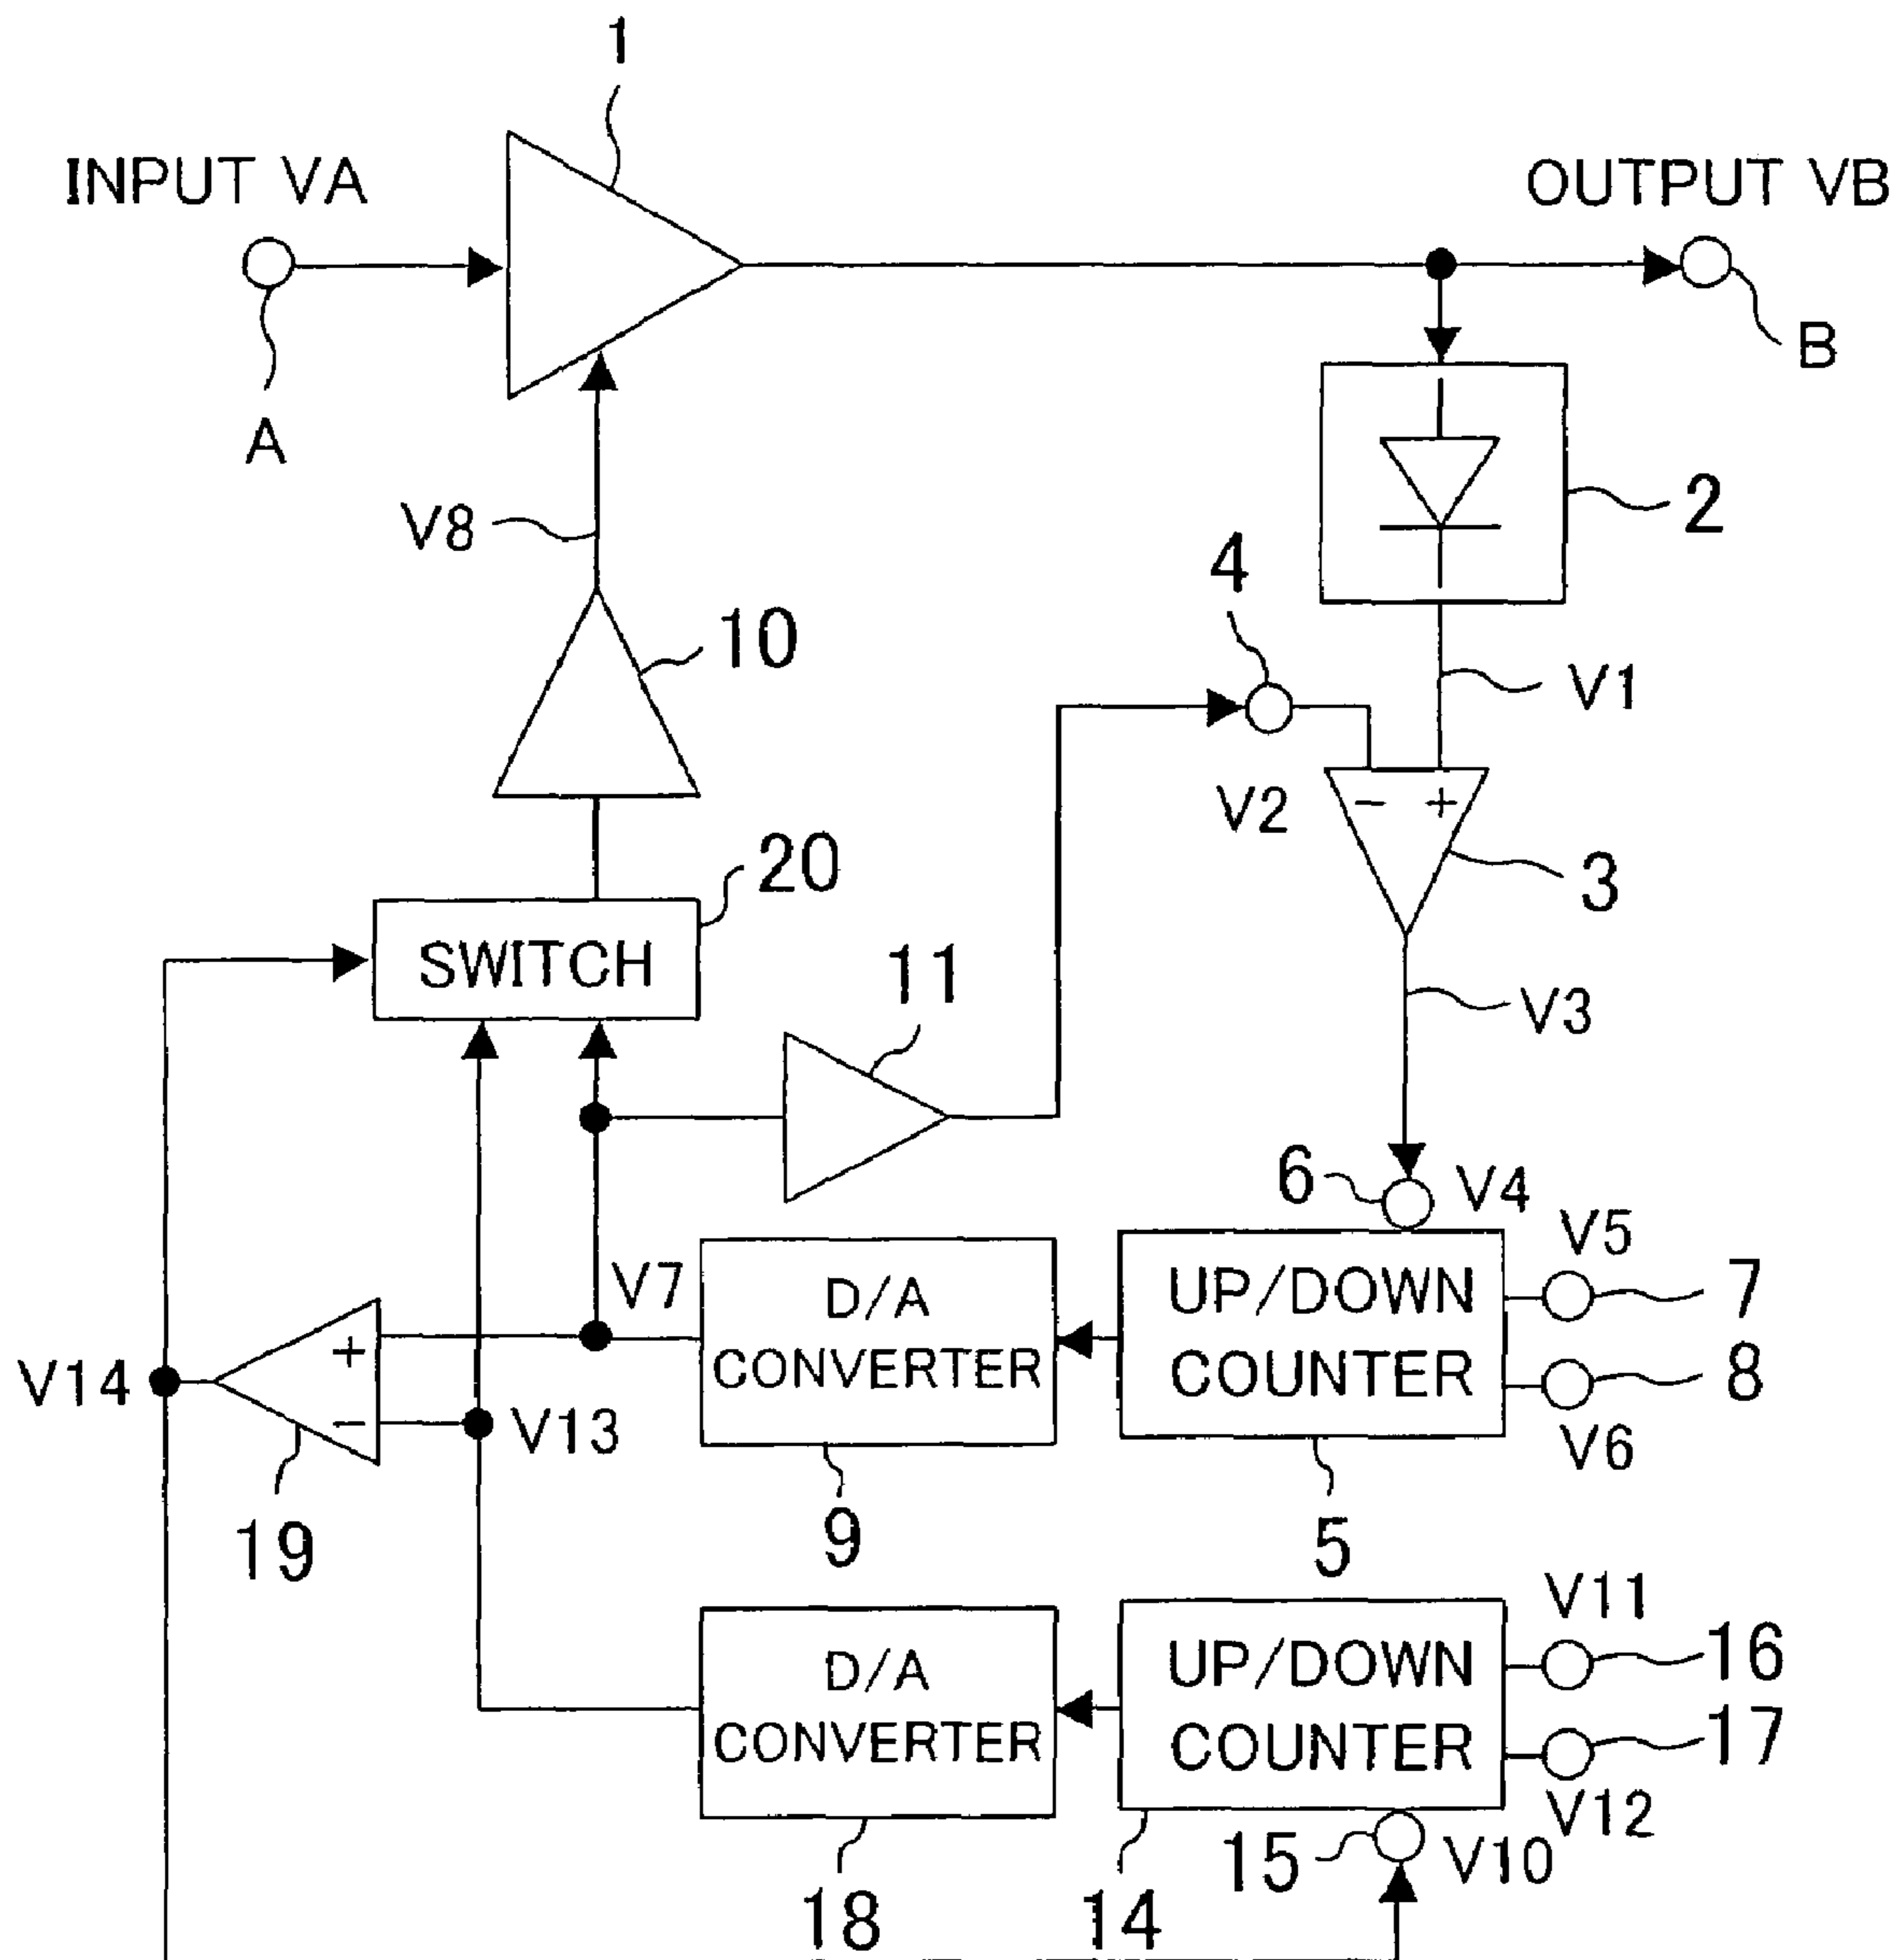 1
INPUT VA
OUTPUT VB
A
B
2
V8
4
10
V1
V2
- +
3
20
SWITCH
11
V3
6
V4
V5
V7
D/A
CONVERTER
UP/DOWN
COUNTER
7
8
V6
+
V14
-
V13
19
9
5
V11
D/A
CONVERTER
UP/DOWN
COUNTER
16
17
V12
15
V10
18
14